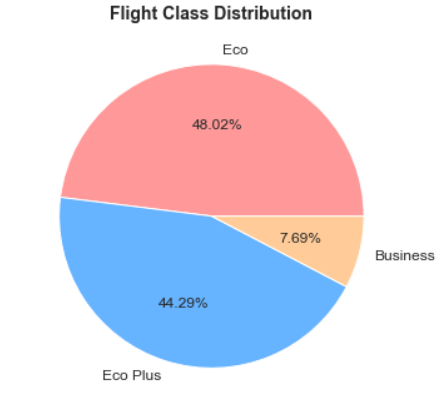 Flight Class Distribution
Eco
48.02%
7.69%
Business
44.29%
Eco Plus